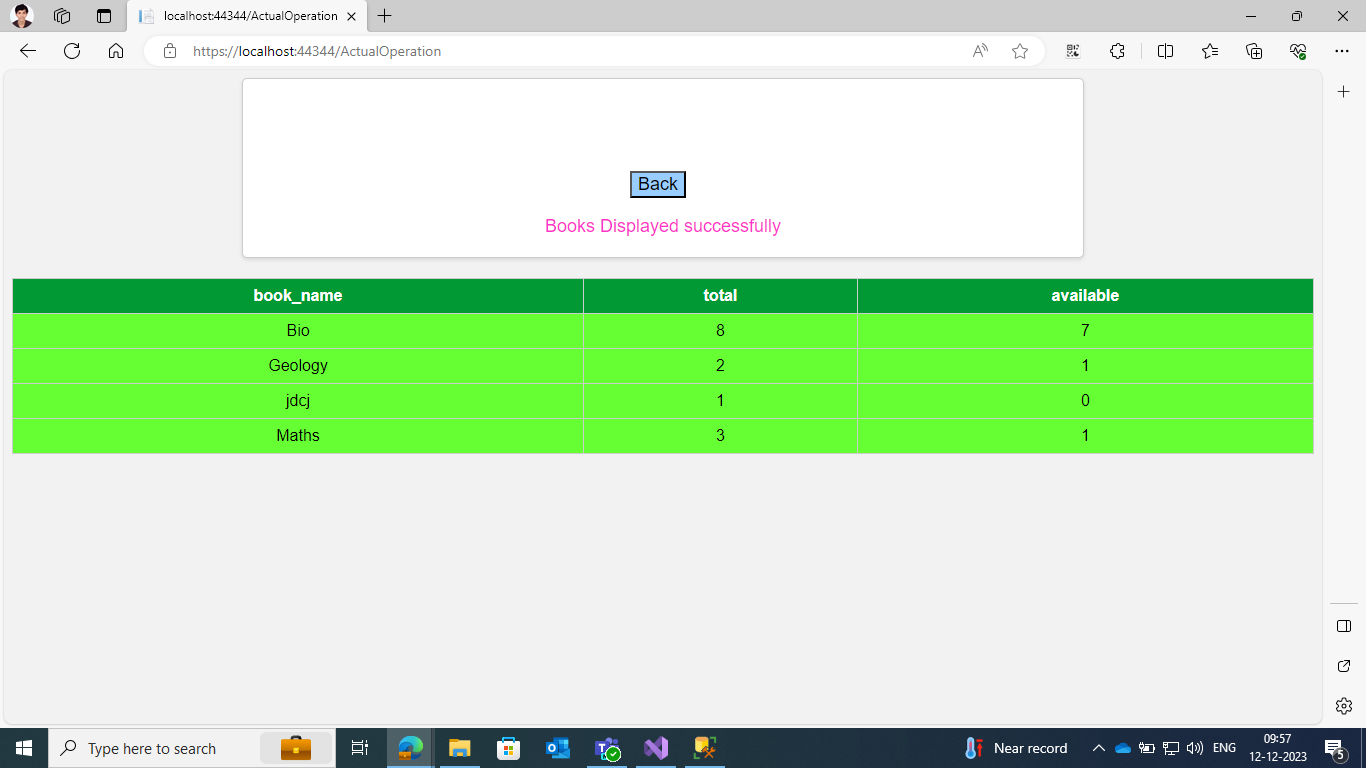 localhost:44344/ActualOperation
https://localhost:44344/ActualOperation
Back
Books Displayed successfully
book_name total available
Bio 8 7
Geology 2 1
jdcj 1 0
Maths 3 1
Type here to search
Near record
ENG
09:57
12-12-2023
5